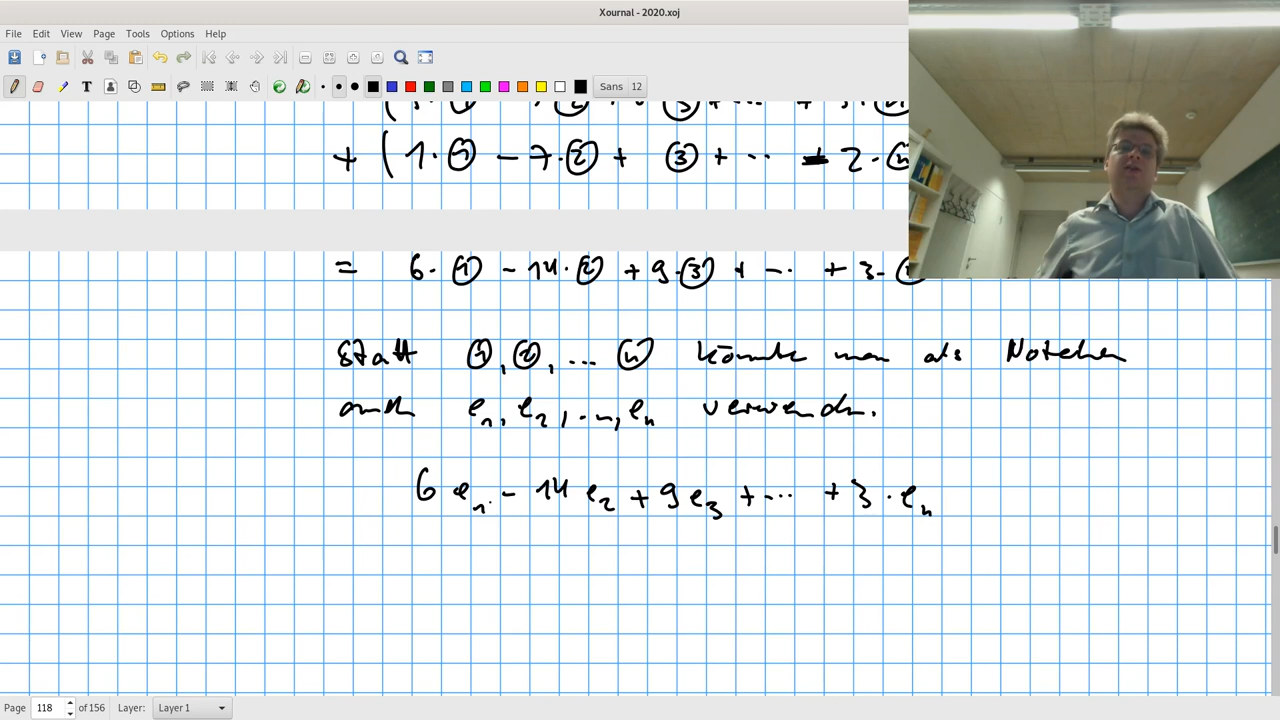 Xournal - 2020.xoj
File Edit View Page Tools Options Help
Sans 12
+ (1·① − 7·② + ③ + ·· + 2·ⓝ
= 6·① − 14·② + 9·③ + ··· + 3·
Statt ①, ②, ... ⓝ könnte man als Notation
auch e₁, e₂, ..., eₙ verwenden.
6 e₁ − 14 e₂ + 9 e₃ + ··· + 3 · eₙ
Page 118 of 156 Layer: Layer 1